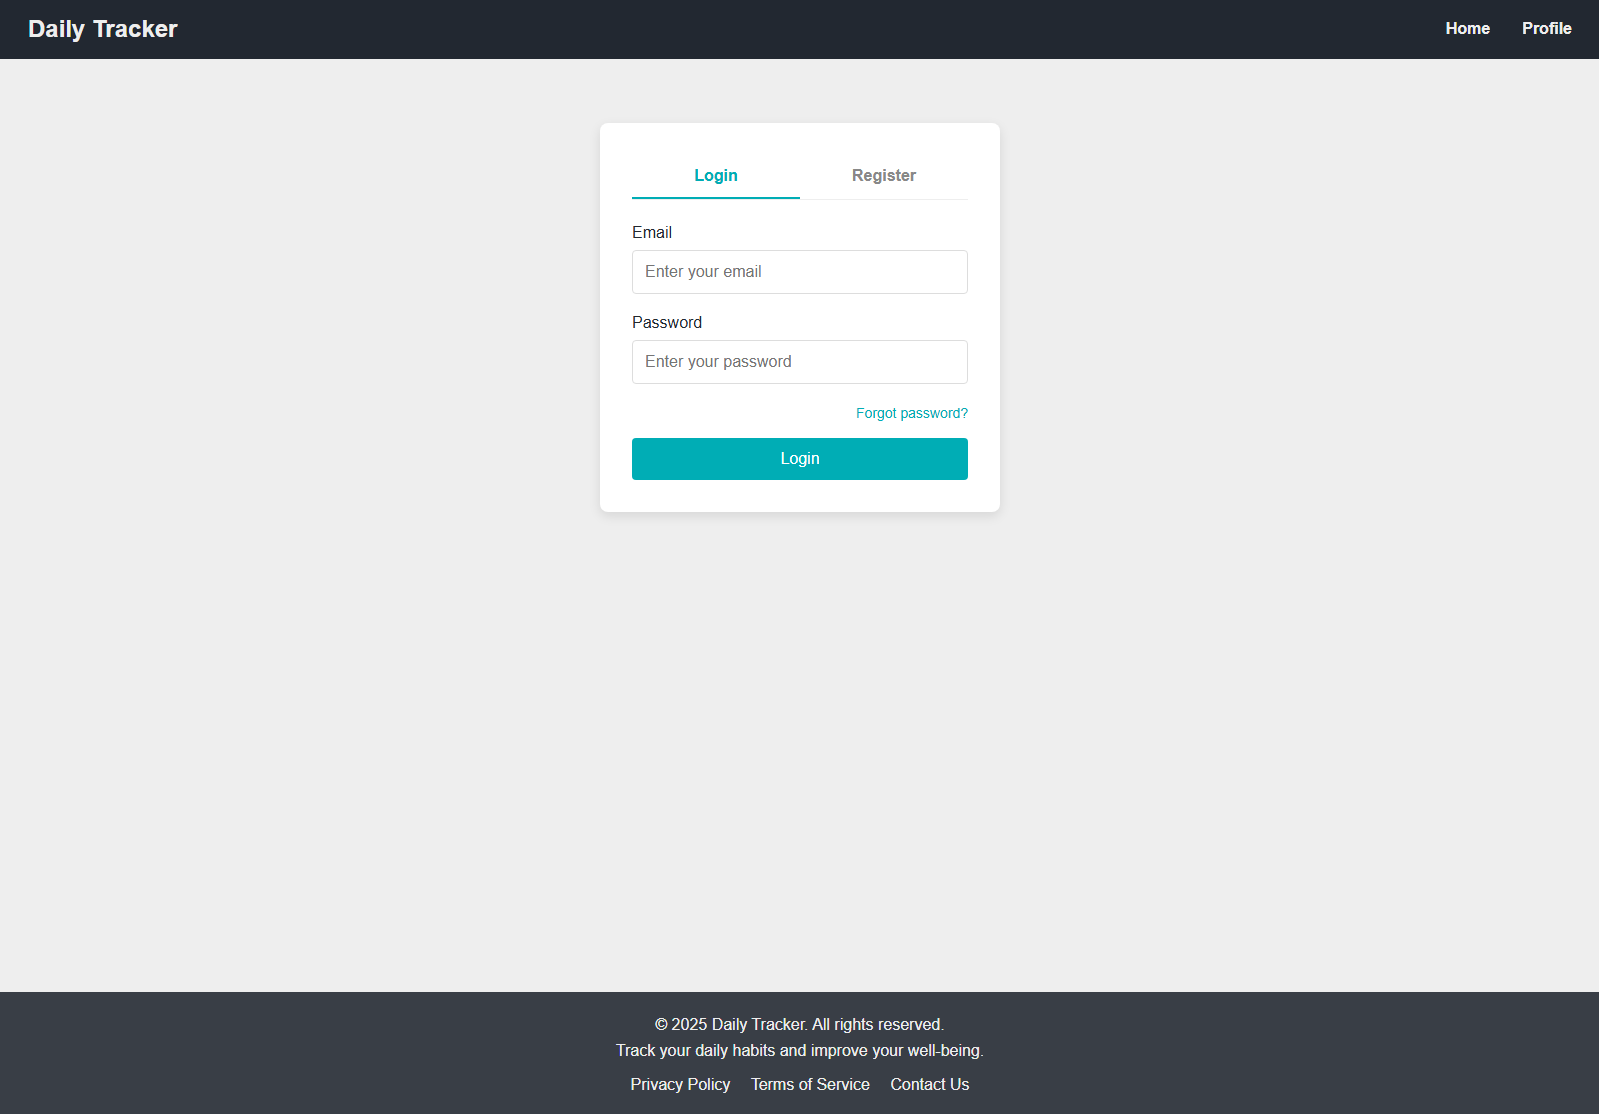 Daily Tracker
Home Profile
Login Register
Email
Enter your email
Password
Enter your password
Forgot password?
Login
© 2025 Daily Tracker. All rights reserved.
Track your daily habits and improve your well-being.
Privacy Policy Terms of Service Contact Us